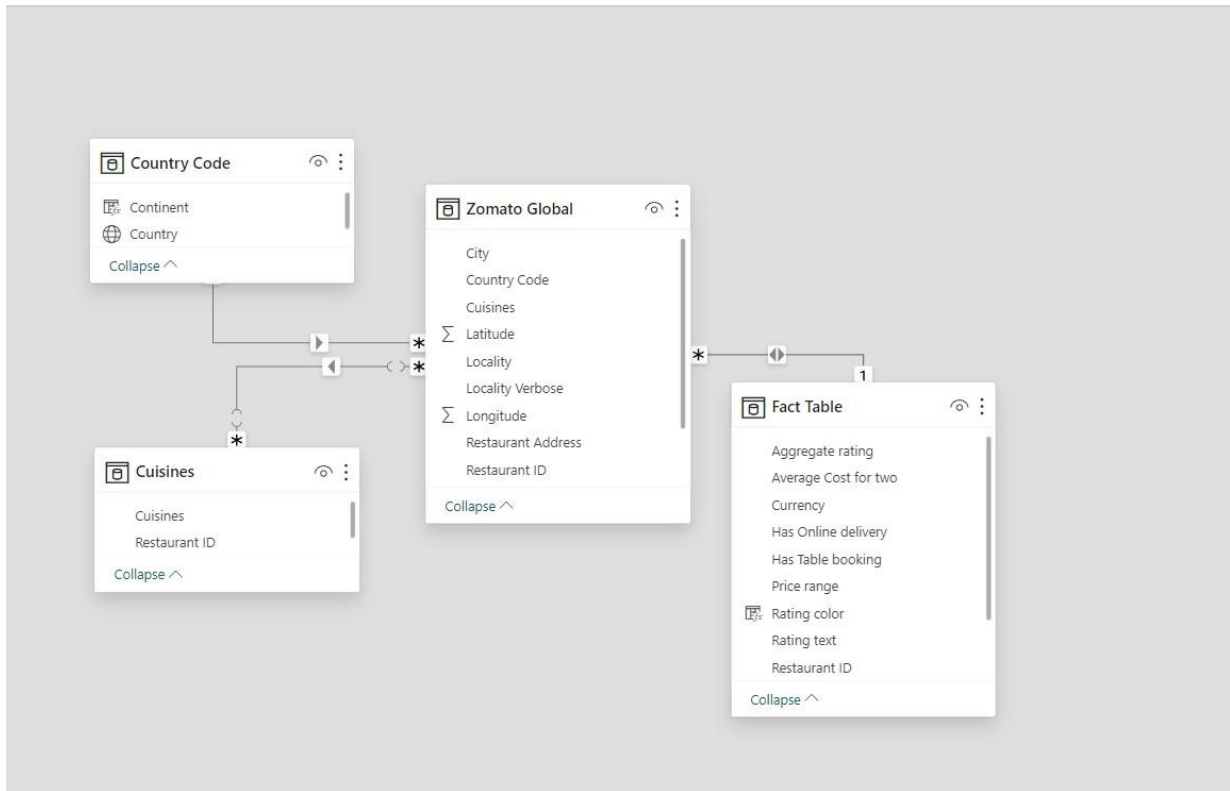 Country Code
Continent
Country
Collapse
Zomato Global
City
Country Code
Cuisines
Σ Latitude
Locality
Locality Verbose
Σ Longitude
Restaurant Address
Restaurant ID
Collapse
*
*
*
Cuisines
Cuisines
Restaurant ID
Collapse
*
1
Fact Table
Aggregate rating
Average Cost for two
Currency
Has Online delivery
Has Table booking
Price range
Rating color
Rating text
Restaurant ID
Collapse